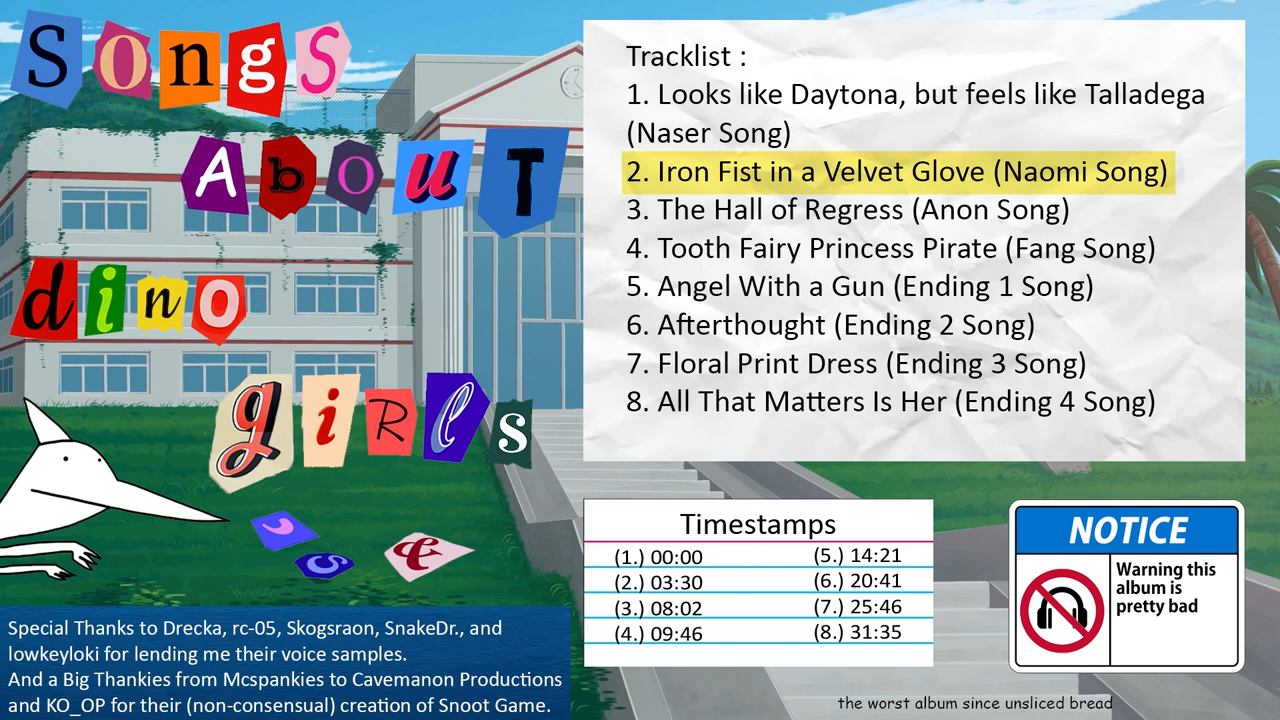 Songs
AboUT
dino
giRls
c
s
&
Tracklist :
1. Looks like Daytona, but feels like Talladega
(Naser Song)
2. Iron Fist in a Velvet Glove (Naomi Song)
3. The Hall of Regress (Anon Song)
4. Tooth Fairy Princess Pirate (Fang Song)
5. Angel With a Gun (Ending 1 Song)
6. Afterthought (Ending 2 Song)
7. Floral Print Dress (Ending 3 Song)
8. All That Matters Is Her (Ending 4 Song)
Timestamps
(1.) 00:00 (5.) 14:21
(2.) 03:30 (6.) 20:41
(3.) 08:02 (7.) 25:46
(4.) 09:46 (8.) 31:35
NOTICE
Warning this
album is
pretty bad
Special Thanks to Drecka, rc-05, Skogsraon, SnakeDr., and
lowkeyloki for lending me their voice samples.
And a Big Thankies from Mcspankies to Cavemanon Productions
and KO_OP for their (non-consensual) creation of Snoot Game.
the worst album since unsliced bread